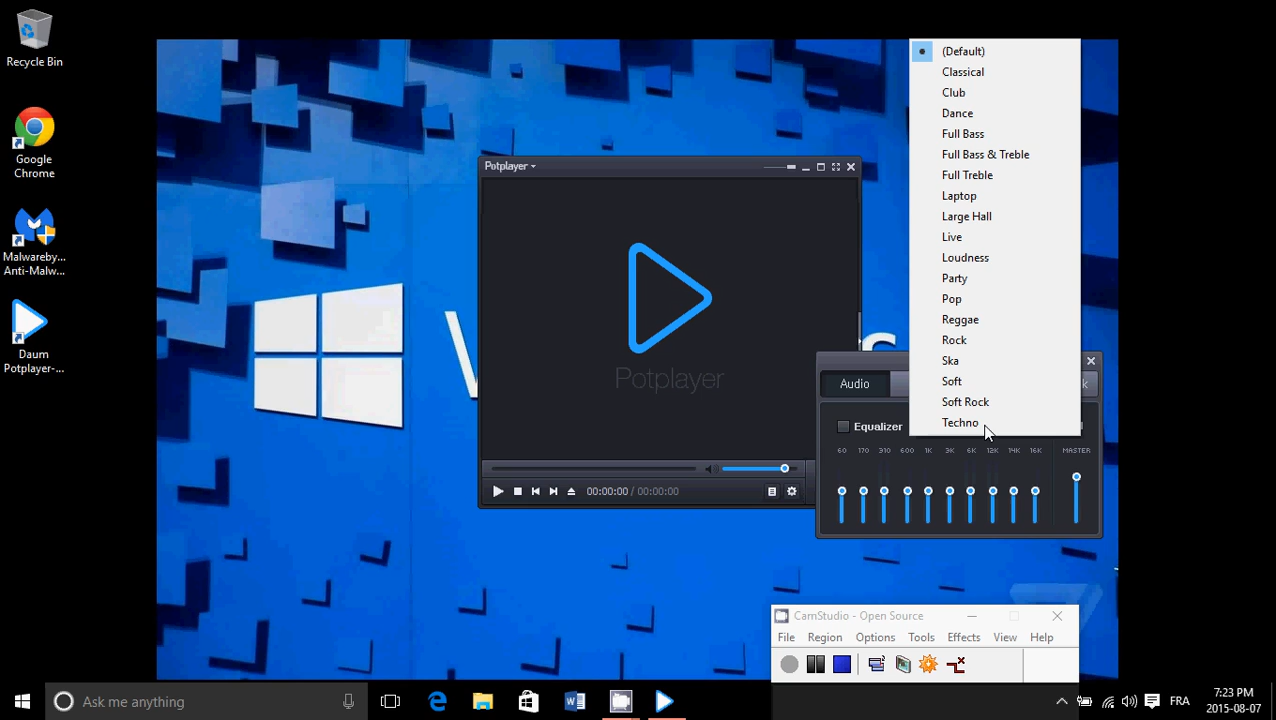 Recycle Bin
Google
Chrome
Malwareby...
Anti-Malw...
Daum
Potplayer-...
Potplayer
Potplayer
00:00:00 / 00:00:00
(Default)
Classical
Club
Dance
Full Bass
Full Bass & Treble
Full Treble
Laptop
Large Hall
Live
Loudness
Party
Pop
Reggae
Rock
Ska
Soft
Soft Rock
Techno
Audio
Equalizer
60 170 310 600 1K 3K 6K 12K 14K 16K MASTER
CamStudio - Open Source
File Region Options Tools Effects View Help
Ask me anything
FRA
7:23 PM
2015-08-07